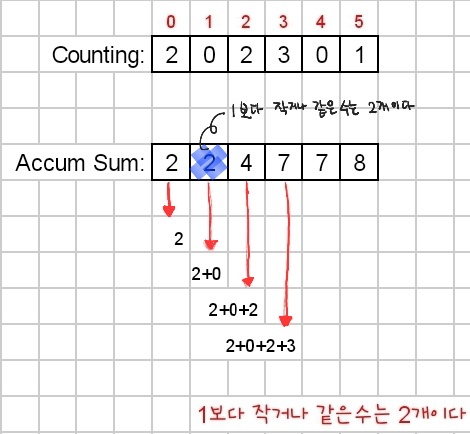 0 1 2 3 4 5
Counting: 2 0 2 3 0 1
1보다 작거나 같은수는 2개이다
Accum Sum: 2 2 4 7 7 8
2
2+0
2+0+2
2+0+2+3
1보다 작거나 같은수는 2개이다